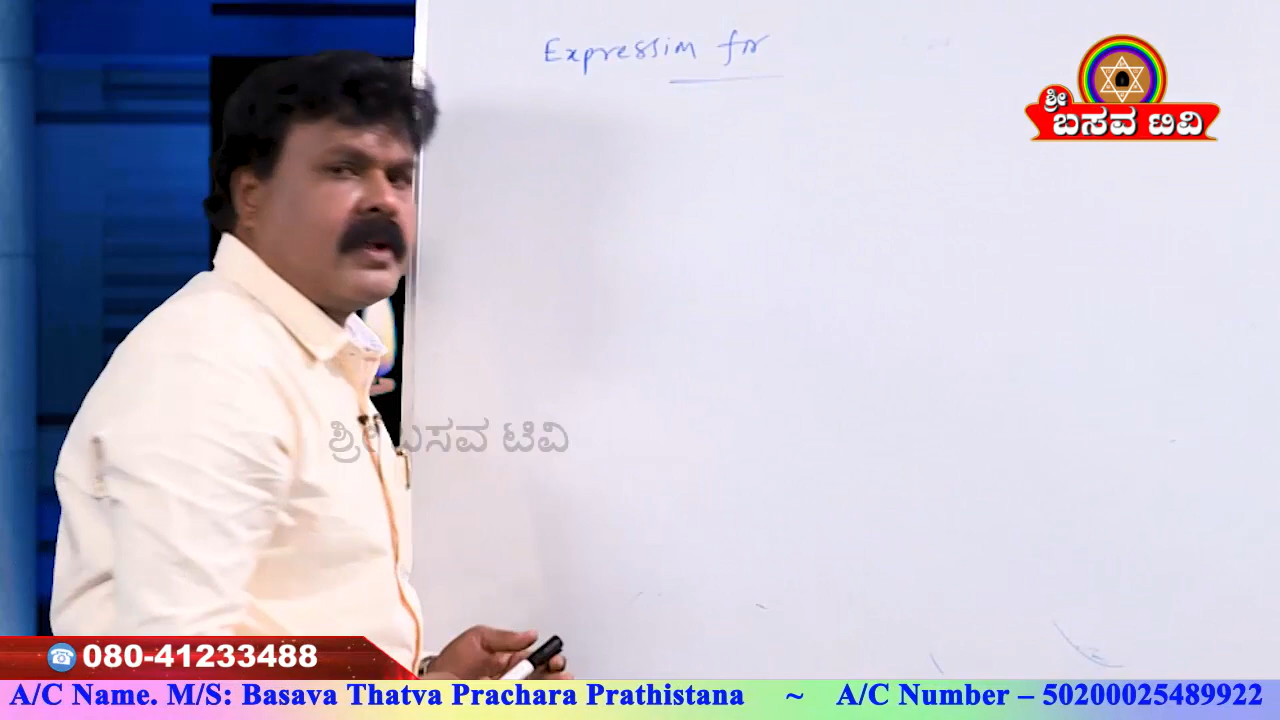 Expression for
ಶ್ರೀ
ಬಸವ ಟಿವಿ
ಶ್ರೀ ಬಸವ ಟಿವಿ
080-41233488
A/C Name. M/S: Basava Thatva Prachara Prathistana ~ A/C Number – 50200025489922